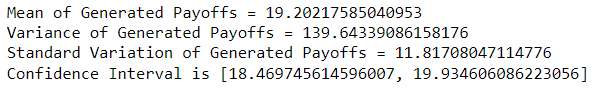 Mean of Generated Payoffs = 19.20217585040953
Variance of Generated Payoffs = 139.64339086158176
Standard Variation of Generated Payoffs = 11.81708047114776
Confidence Interval is [18.469745614596007, 19.934606086223056]